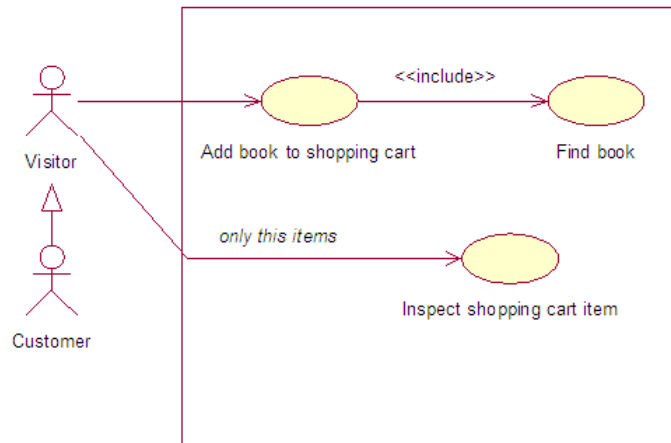 <<include>>
Visitor
Add book to shopping cart
Find book
only this items
Inspect shopping cart item
Customer